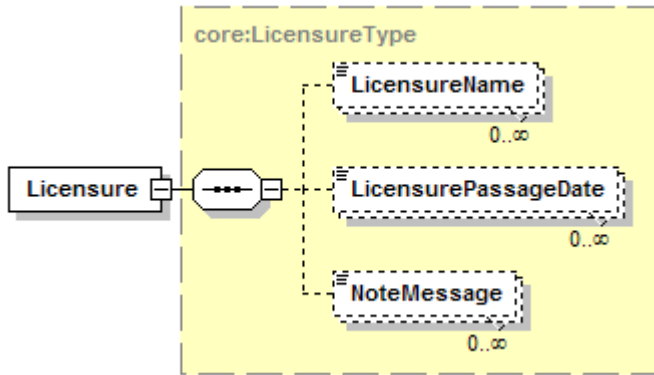 core:LicensureType
LicensureName
0..∞
Licensure
LicensurePassageDate
0..∞
NoteMessage
0..∞